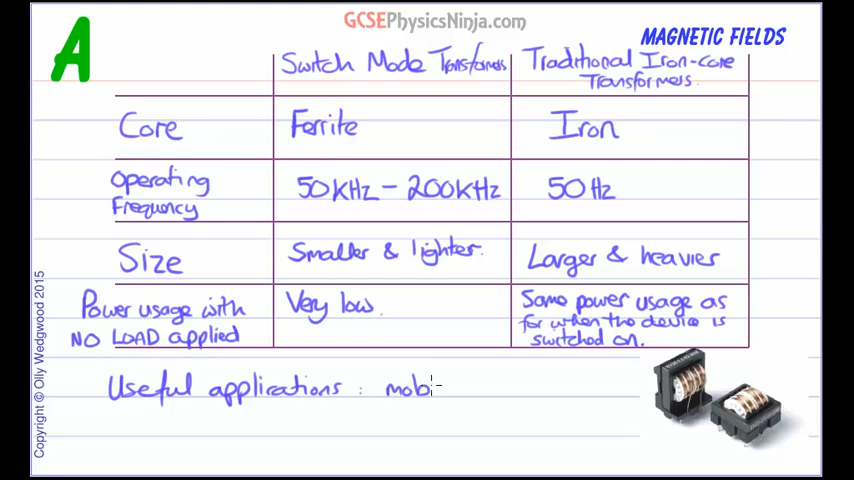 GCSEPhysicsNinja.com
A
MAGNETIC FIELDS
Switch Mode Transformers
Traditional Iron-Core
Transformers.
Core
Ferrite
Iron
Operating
Frequency
50KHz - 200KHz
50Hz
Size
Smaller & lighter.
Larger & heavier
Power usage with
NO LOAD applied
Very low.
Same power usage as
for when the device is
switched on.
Useful applications : mob
Copyright © Olly Wedgwood 2015